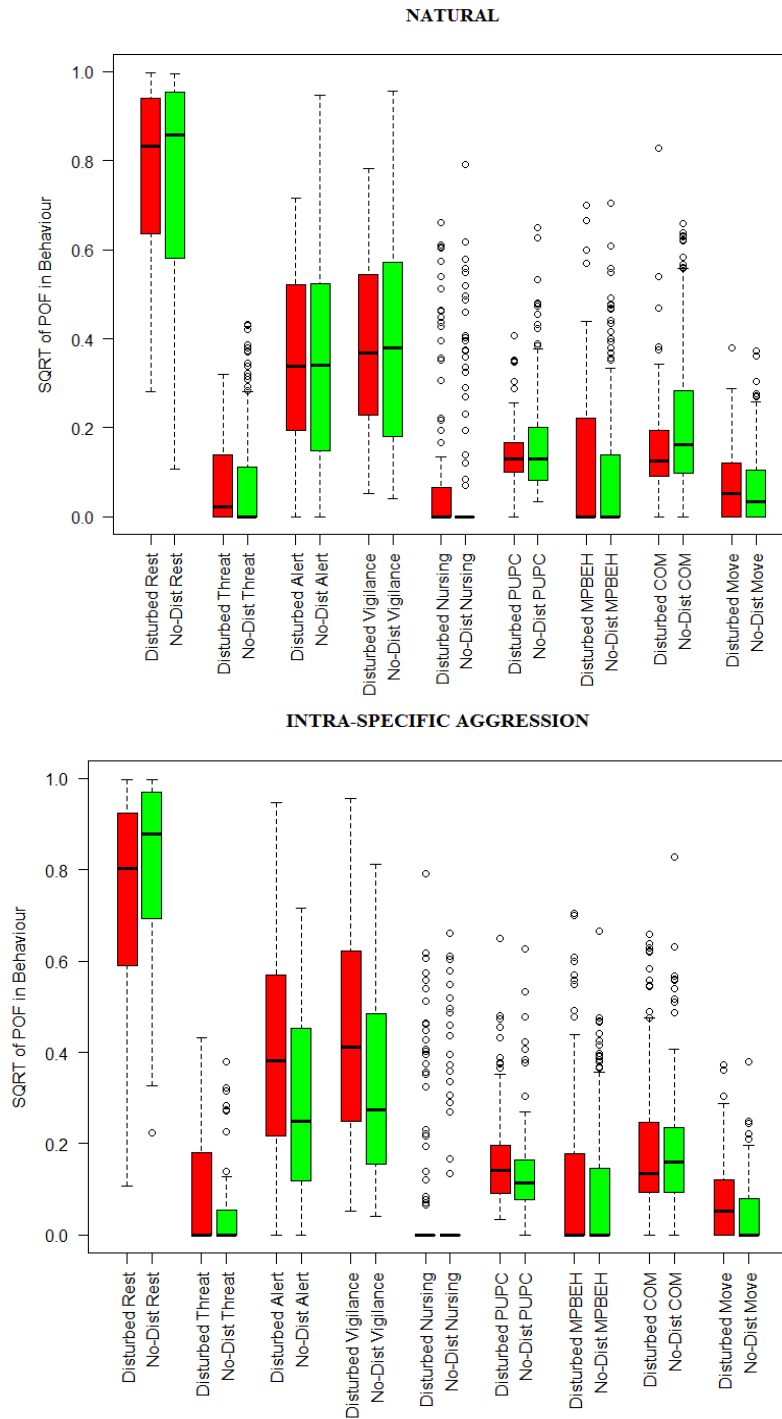 NATURAL
SQRT of POF in Behaviour
1.0
0.8
0.6
0.4
0.2
0.0
Disturbed Rest
No-Dist Rest
Disturbed Threat
No-Dist Threat
Disturbed Alert
No-Dist Alert
Disturbed Vigilance
No-Dist Vigilance
Disturbed Nursing
No-Dist Nursing
Disturbed PUPC
No-Dist PUPC
Disturbed MPBEH
No-Dist MPBEH
Disturbed COM
No-Dist COM
Disturbed Move
No-Dist Move
INTRA-SPECIFIC AGGRESSION
SQRT of POF in Behaviour
1.0
0.8
0.6
0.4
0.2
0.0
Disturbed Rest
No-Dist Rest
Disturbed Threat
No-Dist Threat
Disturbed Alert
No-Dist Alert
Disturbed Vigilance
No-Dist Vigilance
Disturbed Nursing
No-Dist Nursing
Disturbed PUPC
No-Dist PUPC
Disturbed MPBEH
No-Dist MPBEH
Disturbed COM
No-Dist COM
Disturbed Move
No-Dist Move